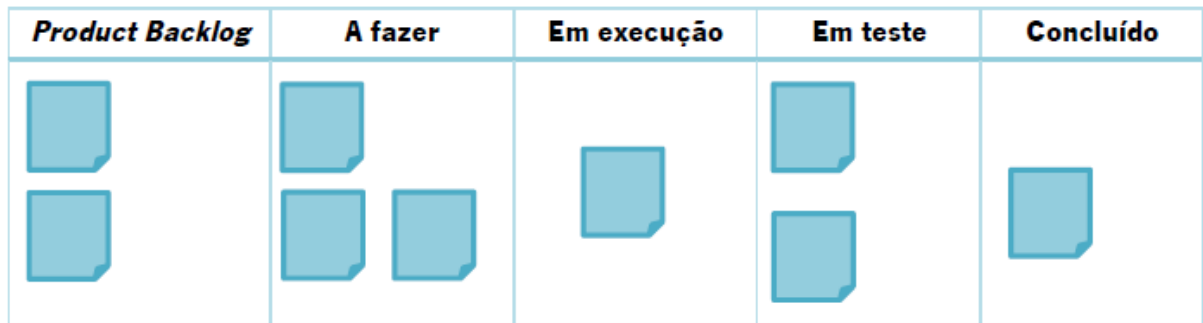 Product Backlog
A fazer
Em execução
Em teste
Concluído